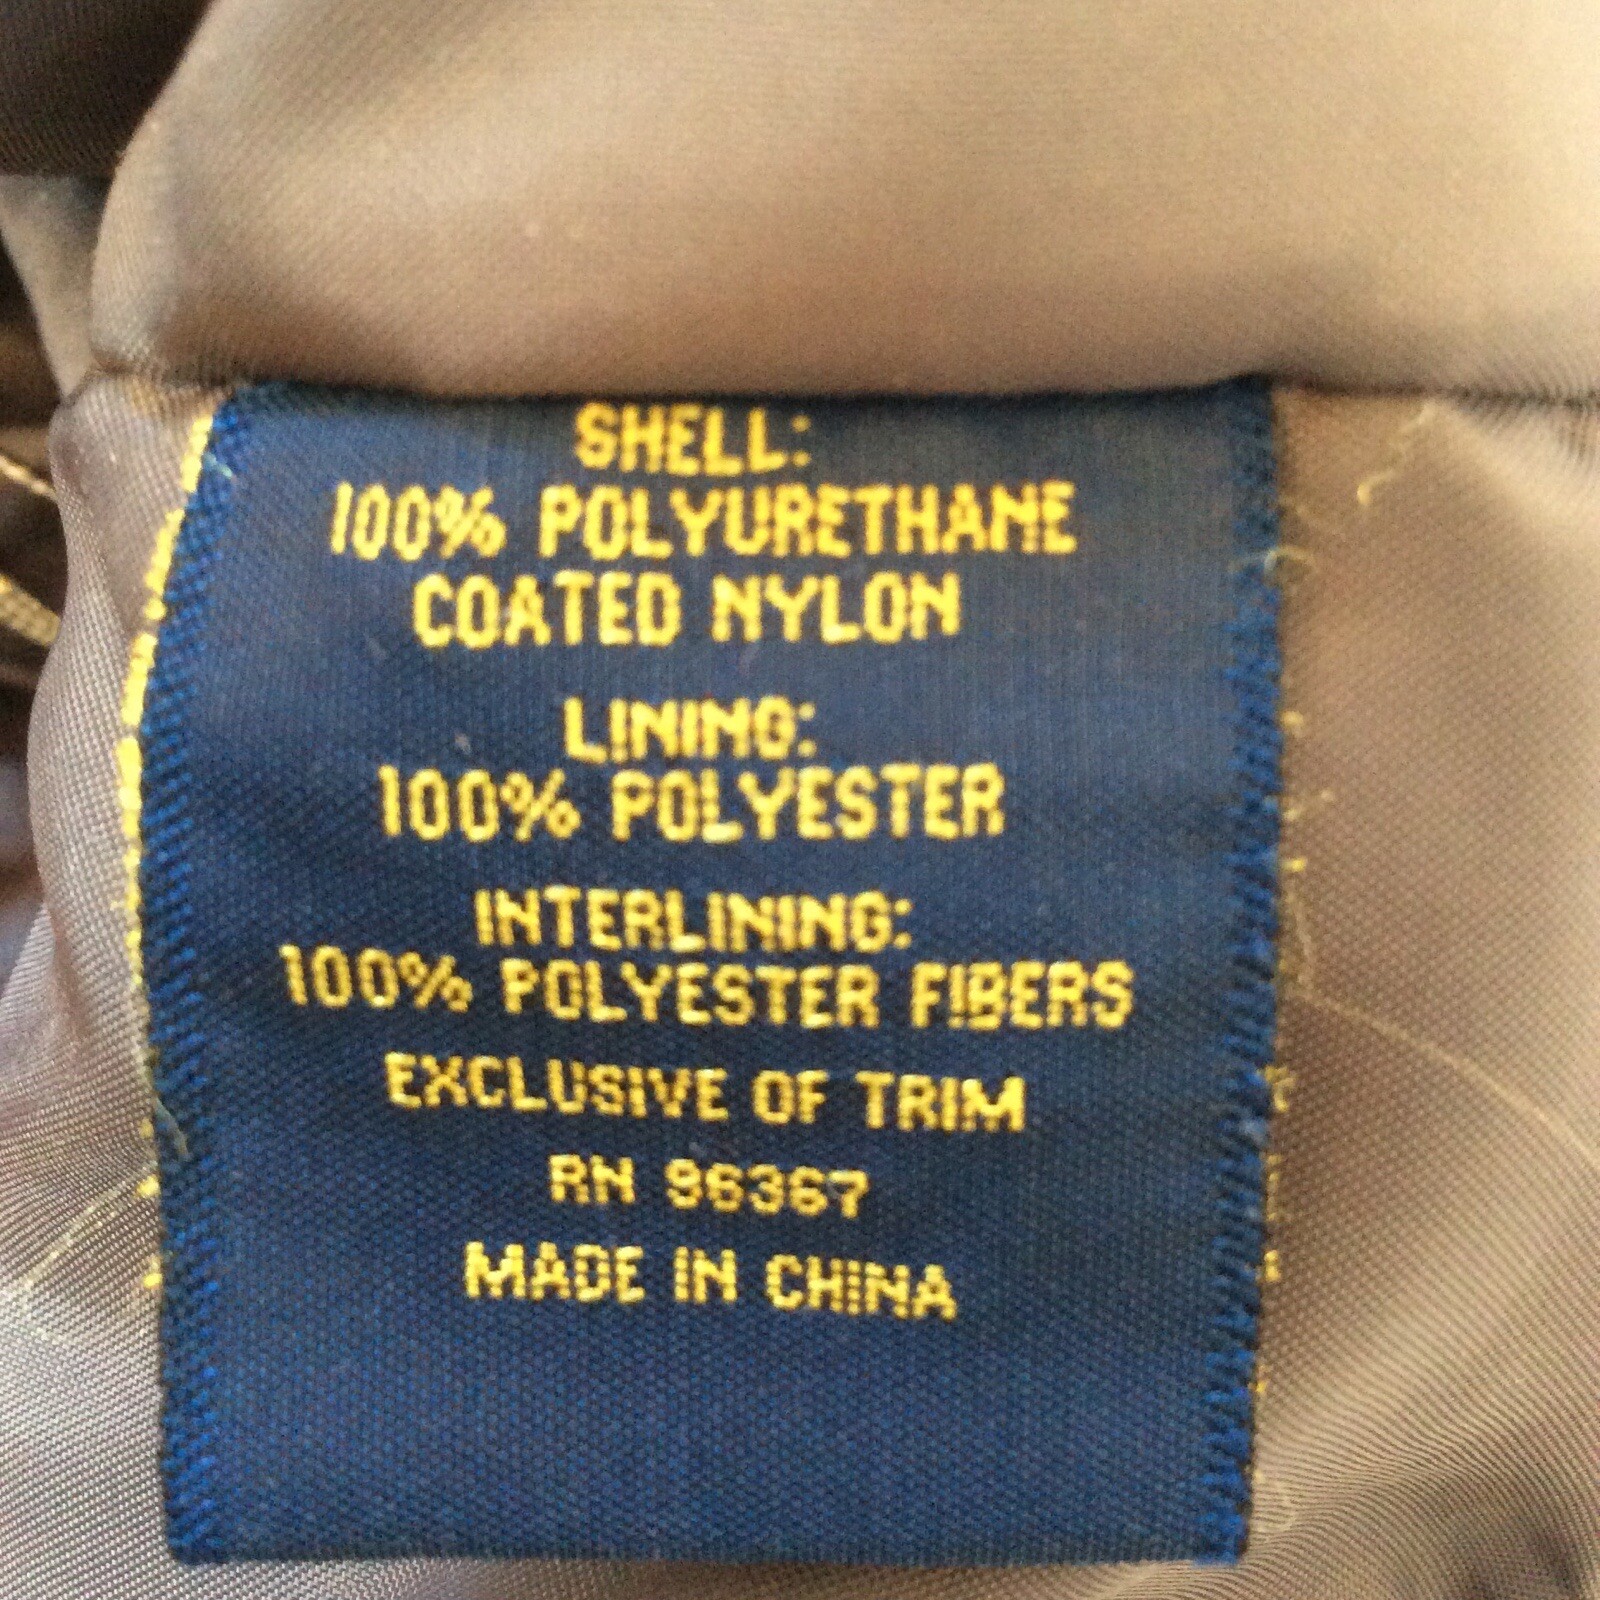 SHELL:
100% POLYURETHANE
COATED NYLON
LINING:
100% POLYESTER
INTERLINING:
100% POLYESTER FIBERS
EXCLUSIVE OF TRIM
RN 96367
MADE IN CHINA